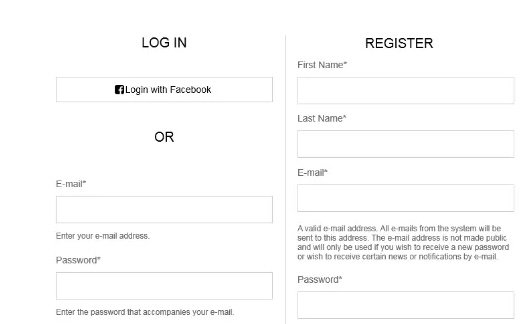 LOG IN
Login with Facebook
OR
E-mail*
Enter your e-mail address.
Password*
Enter the password that accompanies your e-mail.
REGISTER
First Name*
Last Name*
E-mail*
A valid e-mail address. All e-mails from the system will be
sent to this address. The e-mail address is not made public
and will only be used if you wish to receive a new password
or wish to receive certain news or notifications by e-mail.
Password*